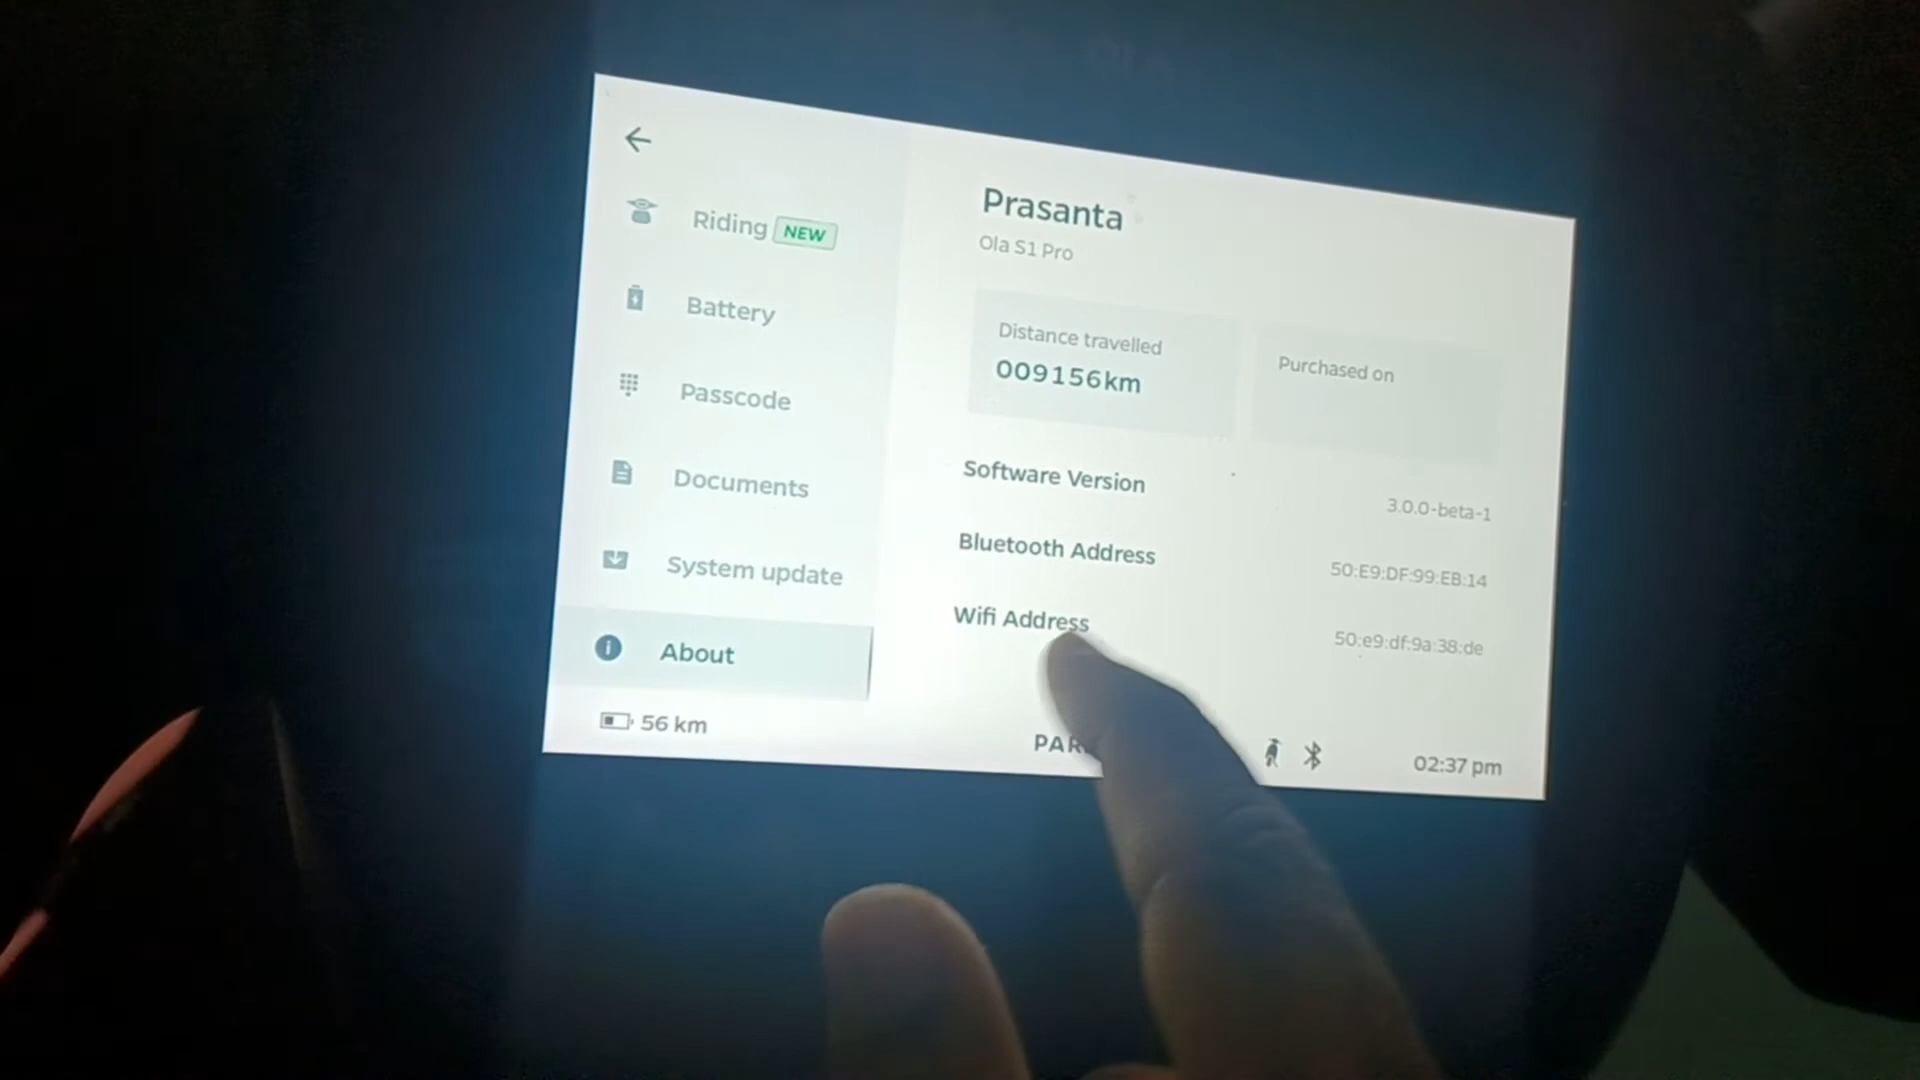 Riding NEW
Battery
Passcode
Documents
System update
About
56 km
Prasanta
Ola S1 Pro
Distance travelled
009156km
Purchased on
Software Version
3.0.0-beta-1
Bluetooth Address
50:E9:DF:99:EB:14
Wifi Address
50:e9:df:9a:38:de
02:37 pm